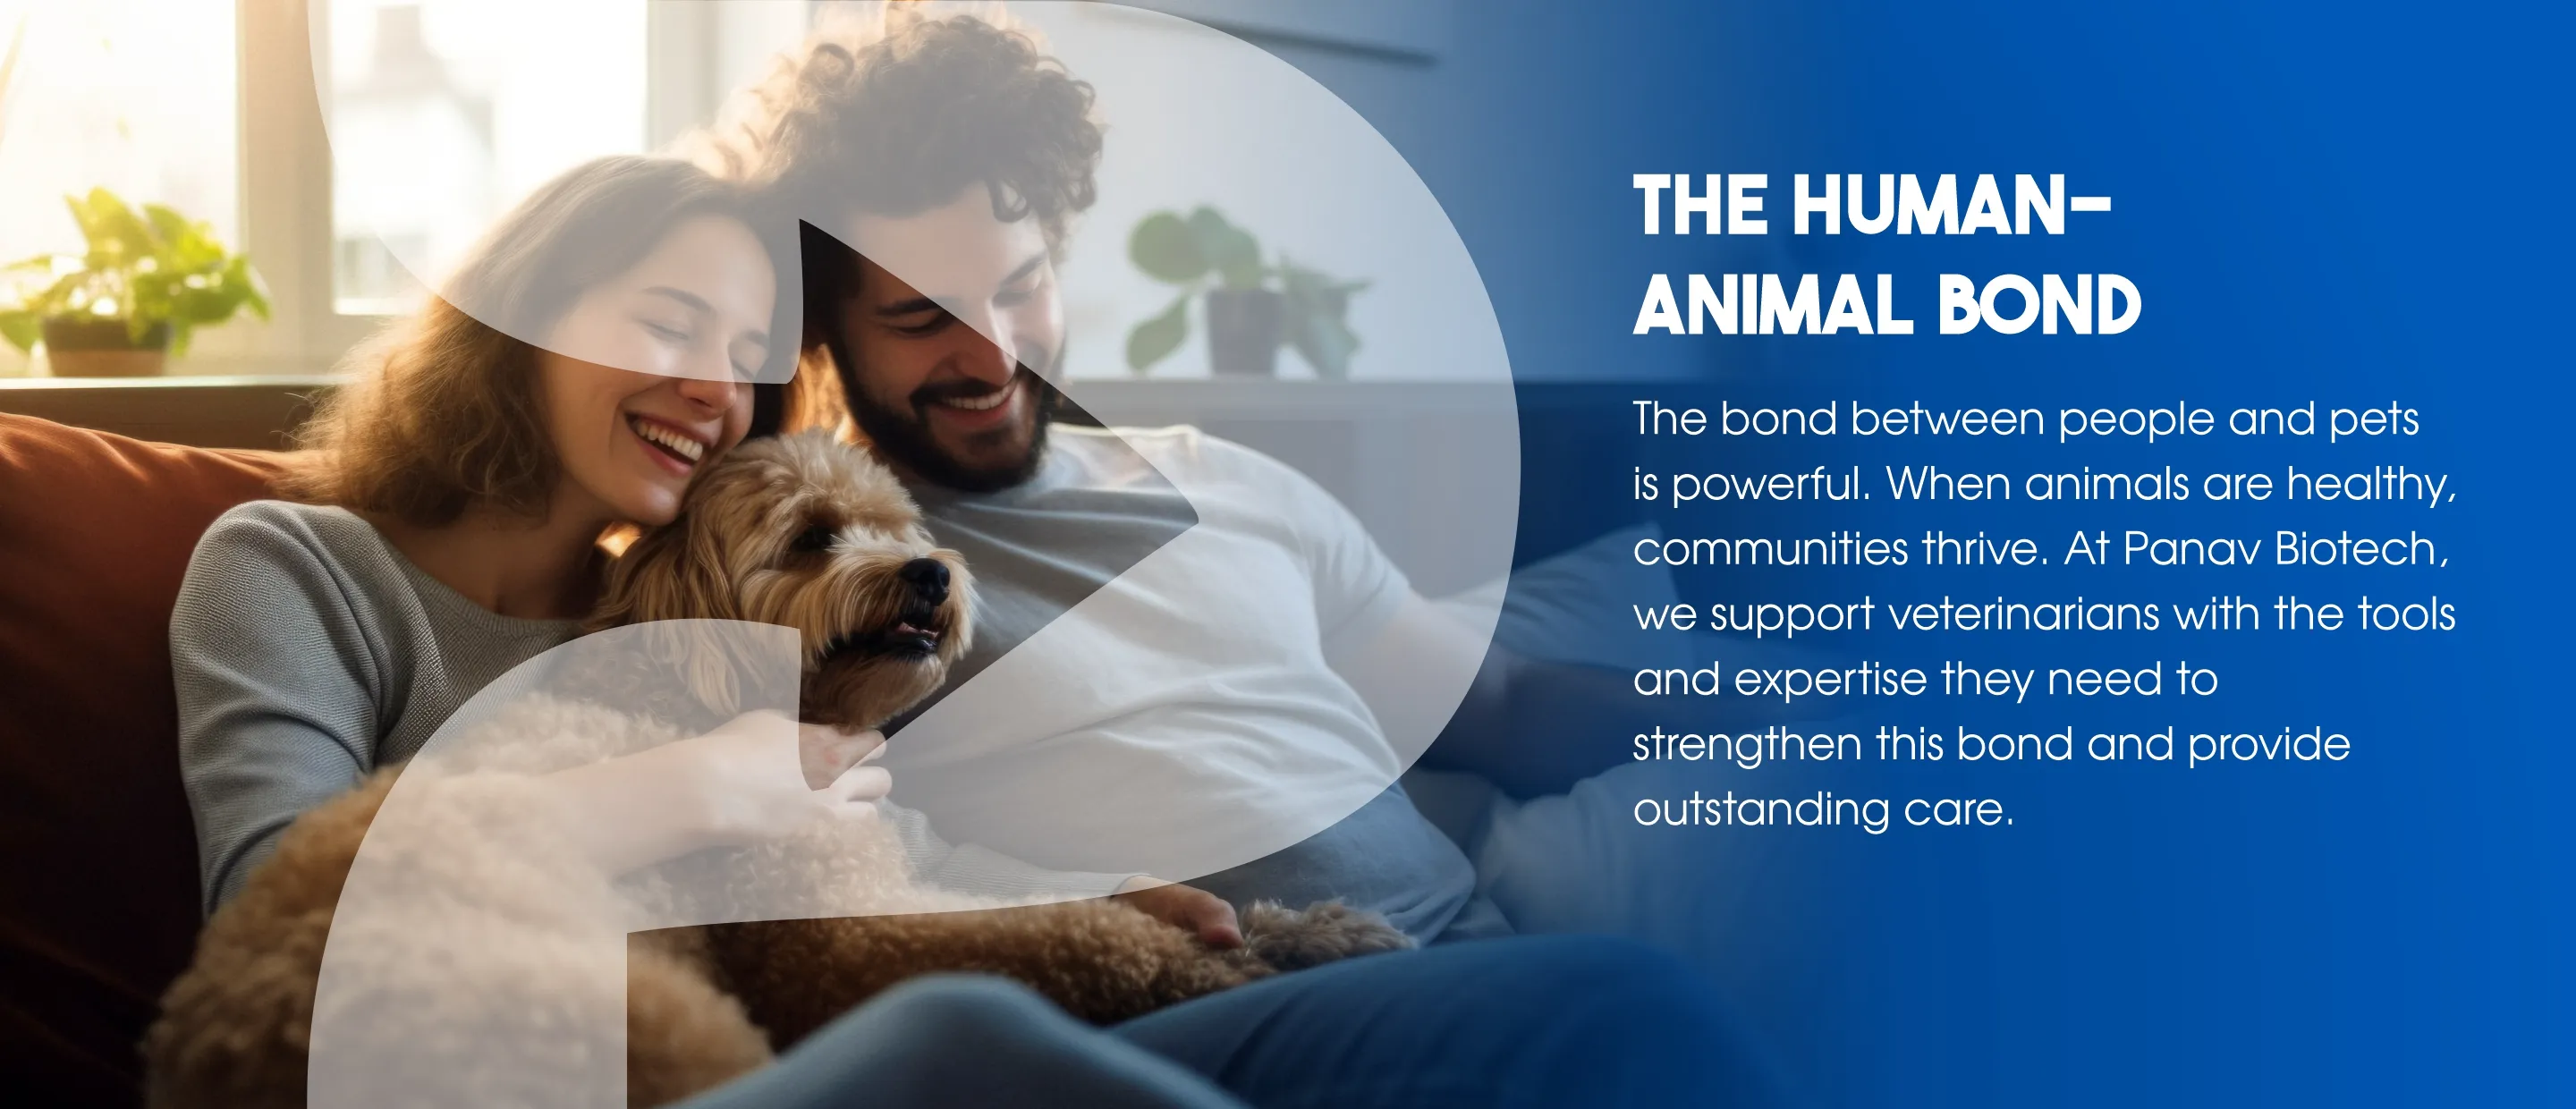 THE HUMAN–
ANIMAL BOND
The bond between people and pets
is powerful. When animals are healthy,
communities thrive. At Panav Biotech,
we support veterinarians with the tools
and expertise they need to
strengthen this bond and provide
outstanding care.